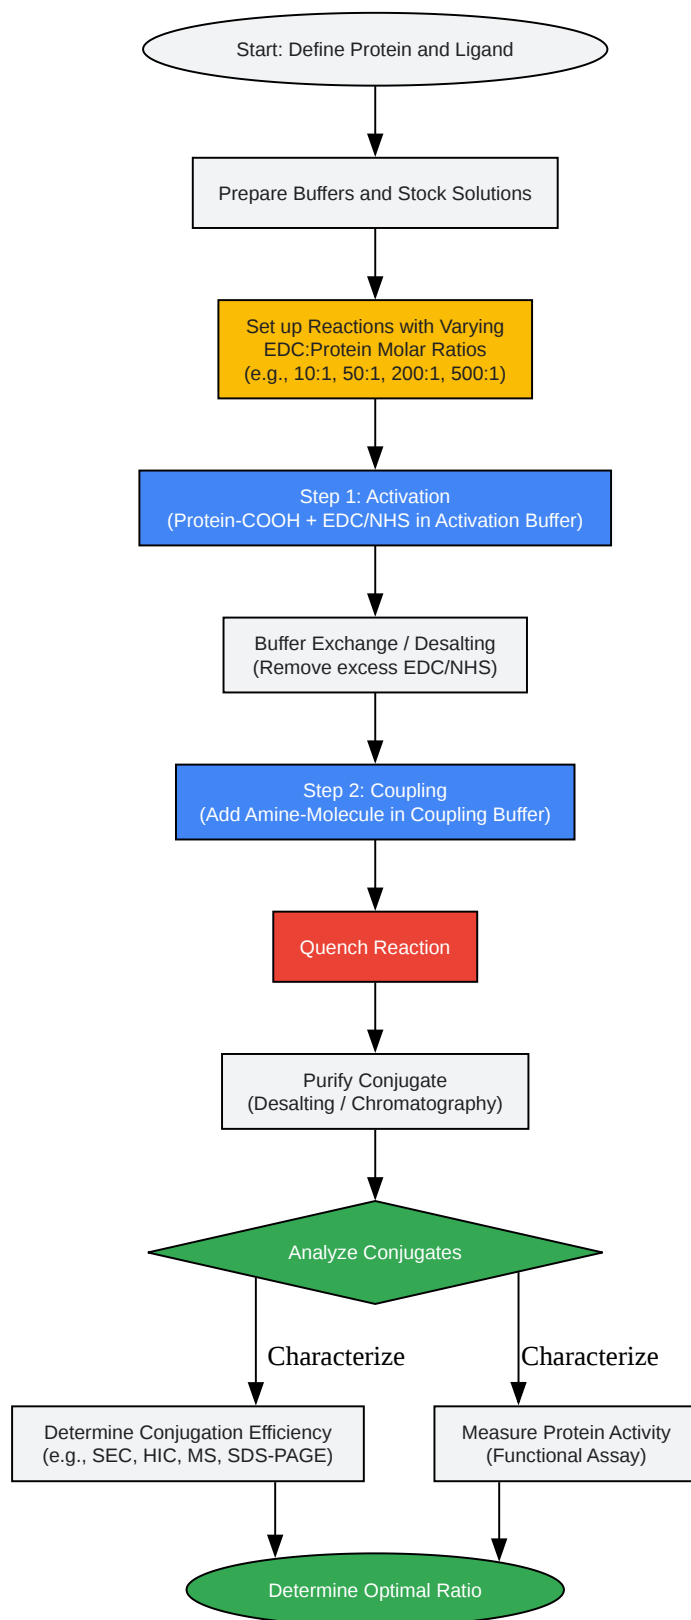 Start: Define Protein and Ligand
Prepare Buffers and Stock Solutions
Set up Reactions with Varying
EDC:Protein Molar Ratios
(e.g., 10:1, 50:1, 200:1, 500:1)
Step 1: Activation
(Protein-COOH + EDC/NHS in Activation Buffer)
Buffer Exchange / Desalting
(Remove excess EDC/NHS)
Step 2: Coupling
(Add Amine-Molecule in Coupling Buffer)
Quench Reaction
Purify Conjugate
(Desalting / Chromatography)
Analyze Conjugates
Characterize
Characterize
Determine Conjugation Efficiency
(e.g., SEC, HIC, MS, SDS-PAGE)
Measure Protein Activity
(Functional Assay)
Determine Optimal Ratio